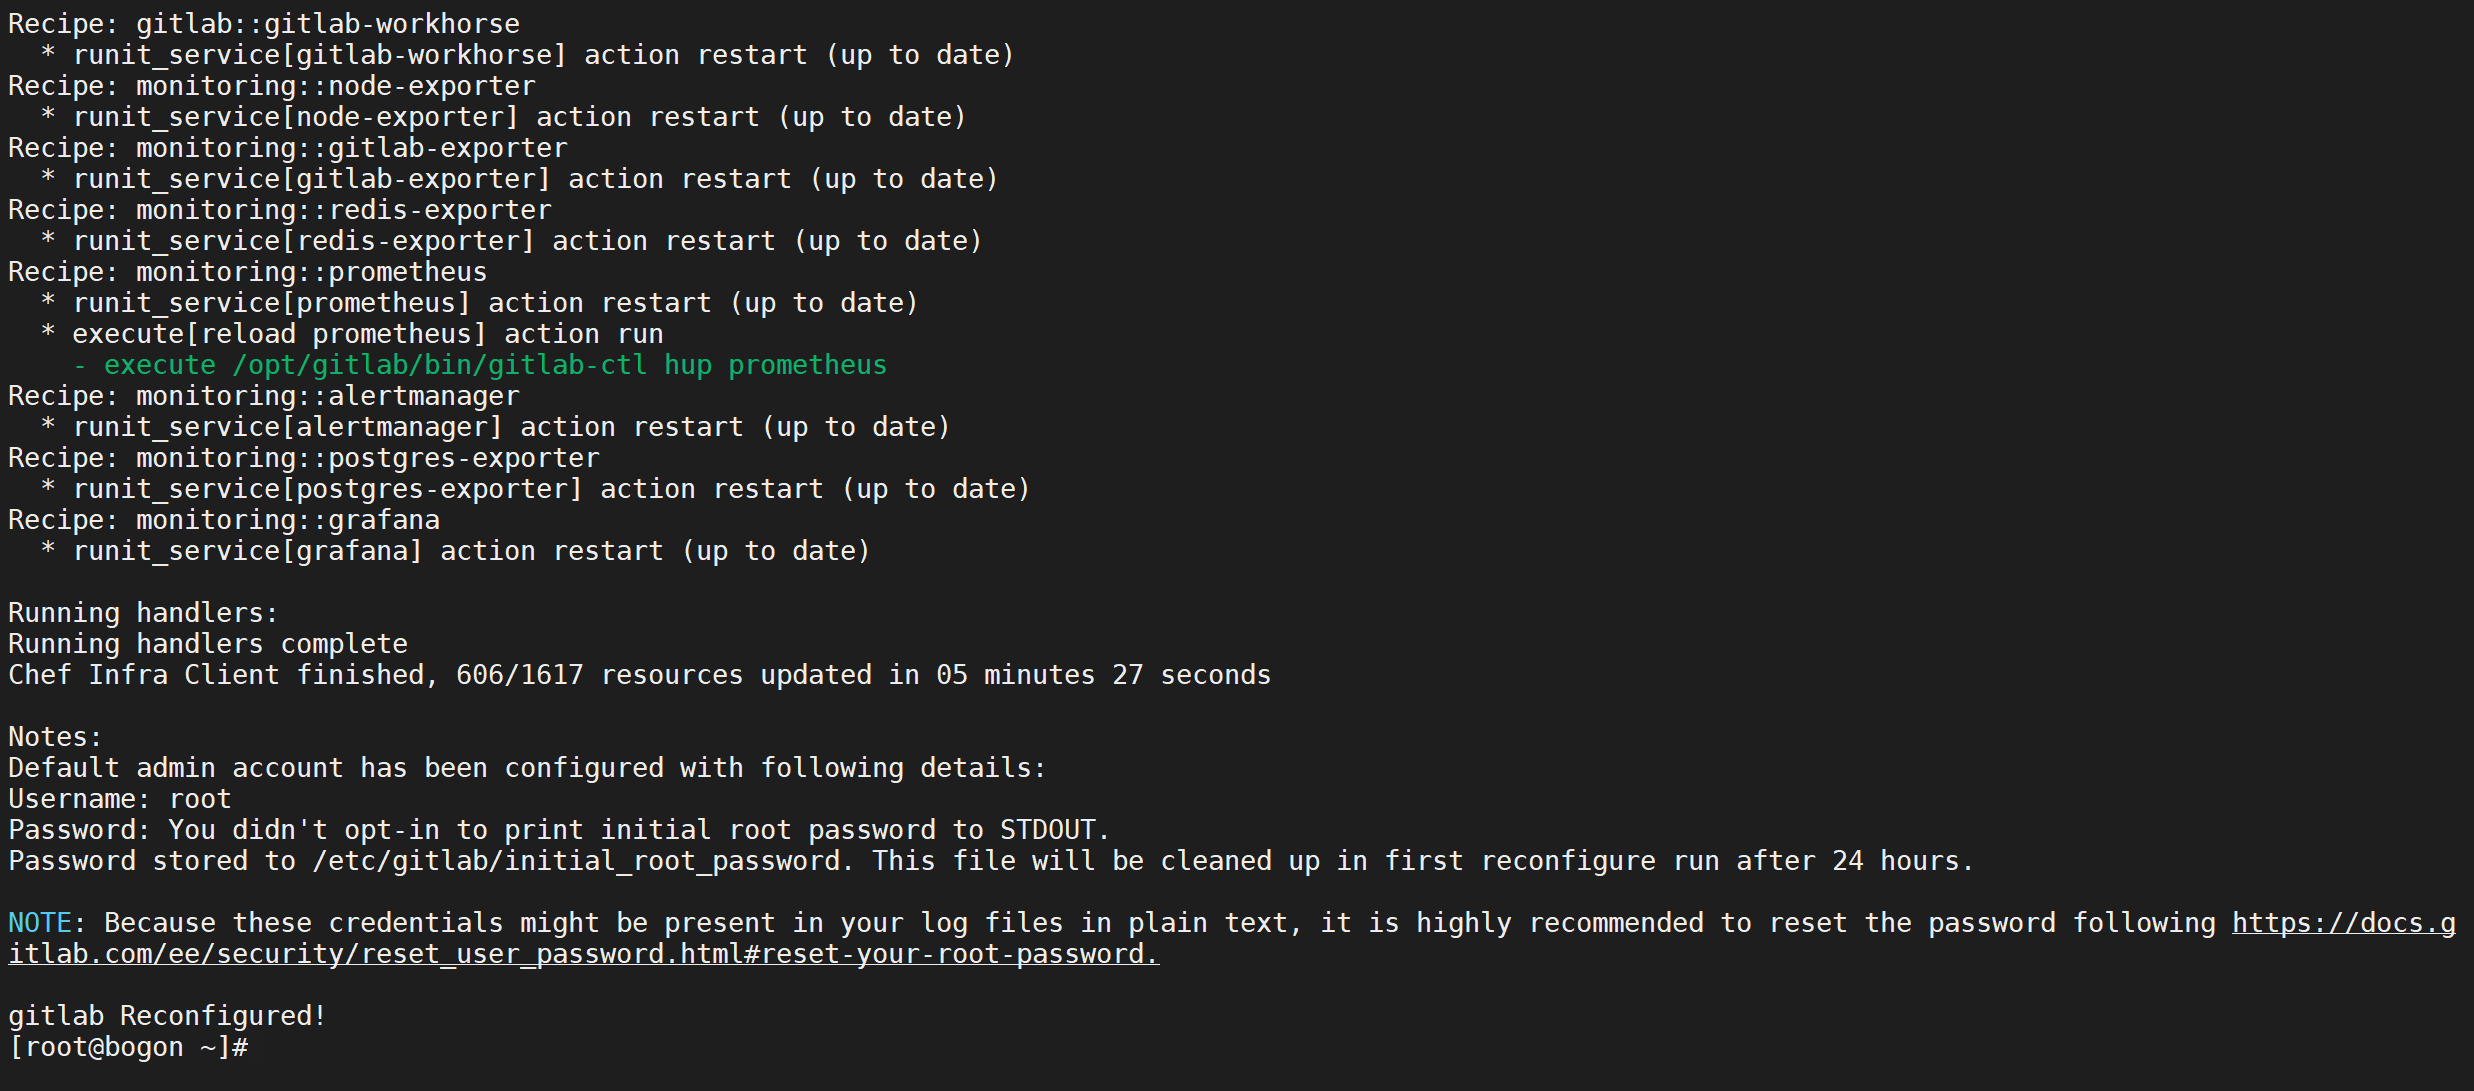 Recipe: gitlab::gitlab-workhorse
  * runit_service[gitlab-workhorse] action restart (up to date)
Recipe: monitoring::node-exporter
  * runit_service[node-exporter] action restart (up to date)
Recipe: monitoring::gitlab-exporter
  * runit_service[gitlab-exporter] action restart (up to date)
Recipe: monitoring::redis-exporter
  * runit_service[redis-exporter] action restart (up to date)
Recipe: monitoring::prometheus
  * runit_service[prometheus] action restart (up to date)
  * execute[reload prometheus] action run
    - execute /opt/gitlab/bin/gitlab-ctl hup prometheus
Recipe: monitoring::alertmanager
  * runit_service[alertmanager] action restart (up to date)
Recipe: monitoring::postgres-exporter
  * runit_service[postgres-exporter] action restart (up to date)
Recipe: monitoring::grafana
  * runit_service[grafana] action restart (up to date)

Running handlers:
Running handlers complete
Chef Infra Client finished, 606/1617 resources updated in 05 minutes 27 seconds

Notes:
Default admin account has been configured with following details:
Username: root
Password: You didn't opt-in to print initial root password to STDOUT.
Password stored to /etc/gitlab/initial_root_password. This file will be cleaned up in first reconfigure run after 24 hours.

NOTE: Because these credentials might be present in your log files in plain text, it is highly recommended to reset the password following https://docs.g
itlab.com/ee/security/reset_user_password.html#reset-your-root-password.

gitlab Reconfigured!
[root@bogon ~]#